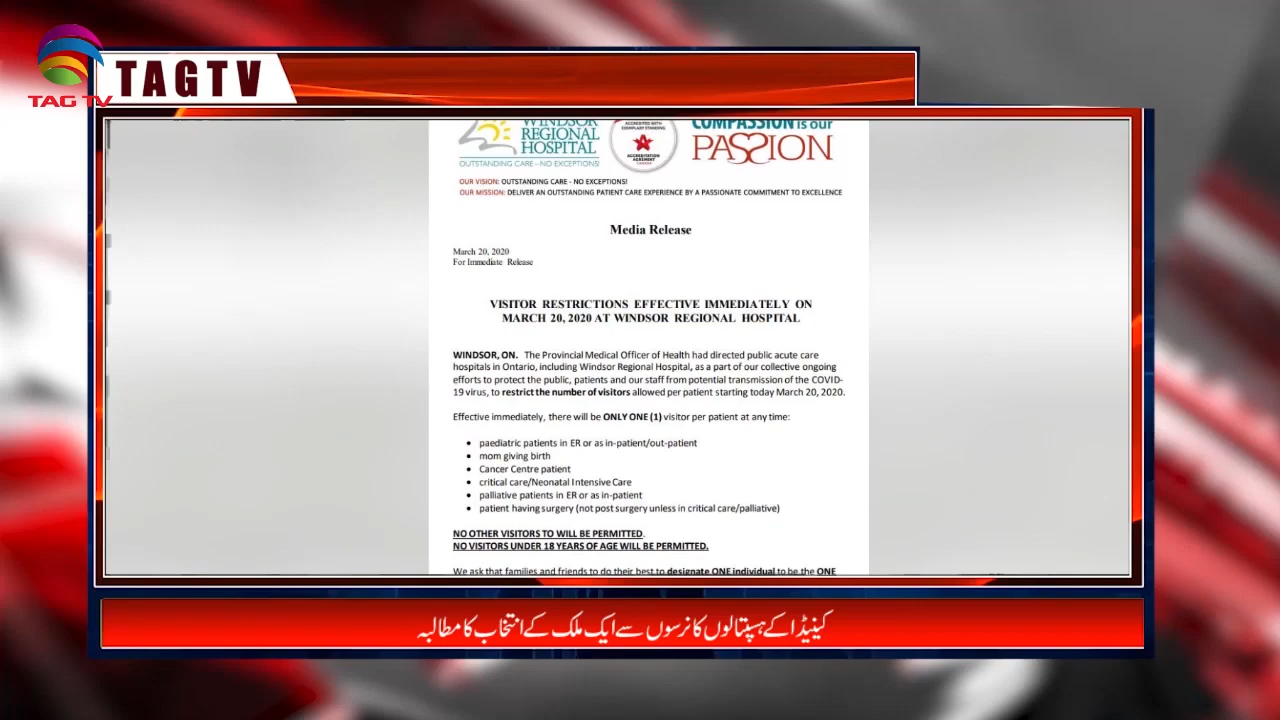 TAG TV
TAGTV
WINDSOR
REGIONAL
HOSPITAL
OUTSTANDING CARE – NO EXCEPTIONS!
ACCREDITED WITH
EXEMPLARY STANDING
ACCREDITATION
AGRÉMENT
CANADA
COMPASSION is our
PASSION
OUR VISION: OUTSTANDING CARE - NO EXCEPTIONS!
OUR MISSION: DELIVER AN OUTSTANDING PATIENT CARE EXPERIENCE BY A PASSIONATE COMMITMENT TO EXCELLENCE
Media Release
March 20, 2020
For Immediate Release
VISITOR RESTRICTIONS EFFECTIVE IMMEDIATELY ON
MARCH 20, 2020 AT WINDSOR REGIONAL HOSPITAL
WINDSOR, ON. The Provincial Medical Officer of Health had directed public acute care
hospitals in Ontario, including Windsor Regional Hospital, as a part of our collective ongoing
efforts to protect the public, patients and our staff from potential transmission of the COVID-
19 virus, to restrict the number of visitors allowed per patient starting today March 20, 2020.
Effective immediately, there will be ONLY ONE (1) visitor per patient at any time:
• paediatric patients in ER or as in-patient/out-patient
• mom giving birth
• Cancer Centre patient
• critical care/Neonatal Intensive Care
• palliative patients in ER or as in-patient
• patient having surgery (not post surgery unless in critical care/palliative)
NO OTHER VISITORS TO WILL BE PERMITTED.
NO VISITORS UNDER 18 YEARS OF AGE WILL BE PERMITTED.
We ask that families and friends to do their best to designate ONE individual to be the ONE
کینیڈا کے ہسپتالوں کا نرسوں سے ایک ملک کے انتخاب کا مطالبہ